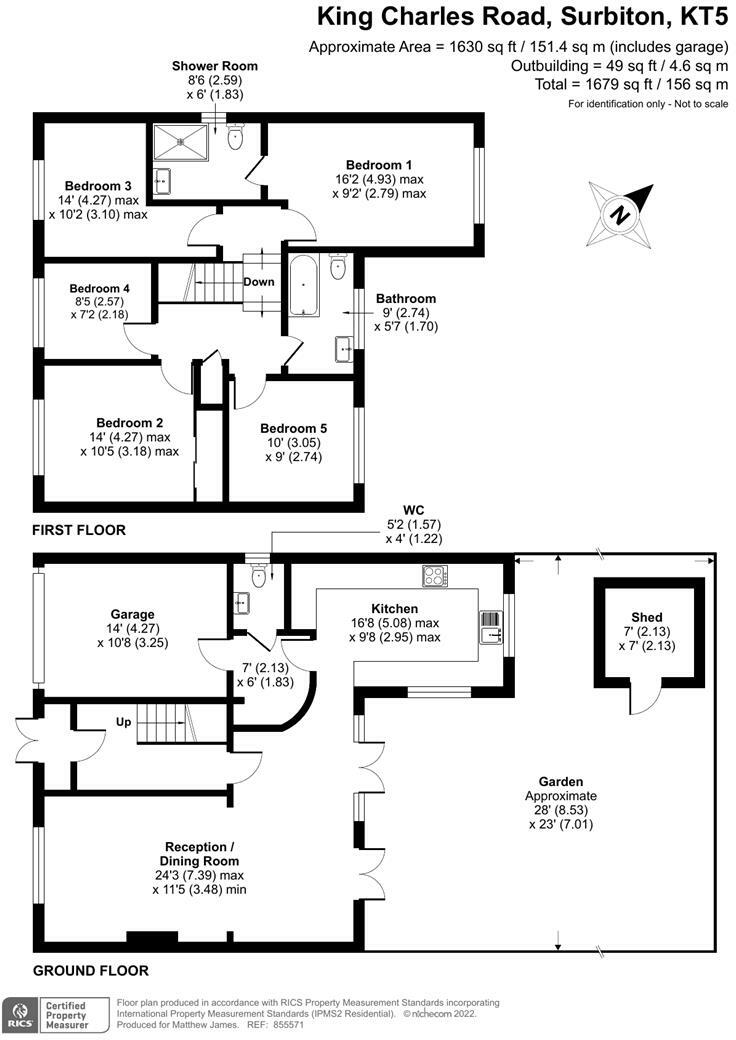 King Charles Road, Surbiton, KT5
Approximate Area = 1630 sq ft / 151.4 sq m (includes garage)
Outbuilding = 49 sq ft / 4.6 sq m
Total = 1679 sq ft / 156 sq m
For identification only - Not to scale
Shower Room
8'6 (2.59)
x 6' (1.83)
Bedroom 3
14' (4.27) max
x 10'2 (3.10) max
Bedroom 1
16'2 (4.93) max
x 9'2' (2.79) max
N
Bedroom 4
8'5 (2.57)
x 7'2 (2.18)
Down
Bathroom
9' (2.74)
x 5'7 (1.70)
Bedroom 2
14' (4.27) max
x 10'5 (3.18) max
Bedroom 5
10' (3.05)
x 9' (2.74)
FIRST FLOOR
WC
5'2 (1.57)
x 4' (1.22)
Garage
14' (4.27)
x 10'8 (3.25)
Kitchen
16'8 (5.08) max
x 9'8 (2.95) max
Shed
7' (2.13)
x 7' (2.13)
7' (2.13)
x 6' (1.83)
Up
Garden
Approximate
28' (8.53)
x 23' (7.01)
Reception /
Dining Room
24'3 (7.39) max
x 11'5 (3.48) min
GROUND FLOOR
RICS
Certified
Property
Measurer
Floor plan produced in accordance with RICS Property Measurement Standards incorporating
International Property Measurement Standards (IPMS2 Residential). © nichecom 2022.
Produced for Matthew James. REF: 855571